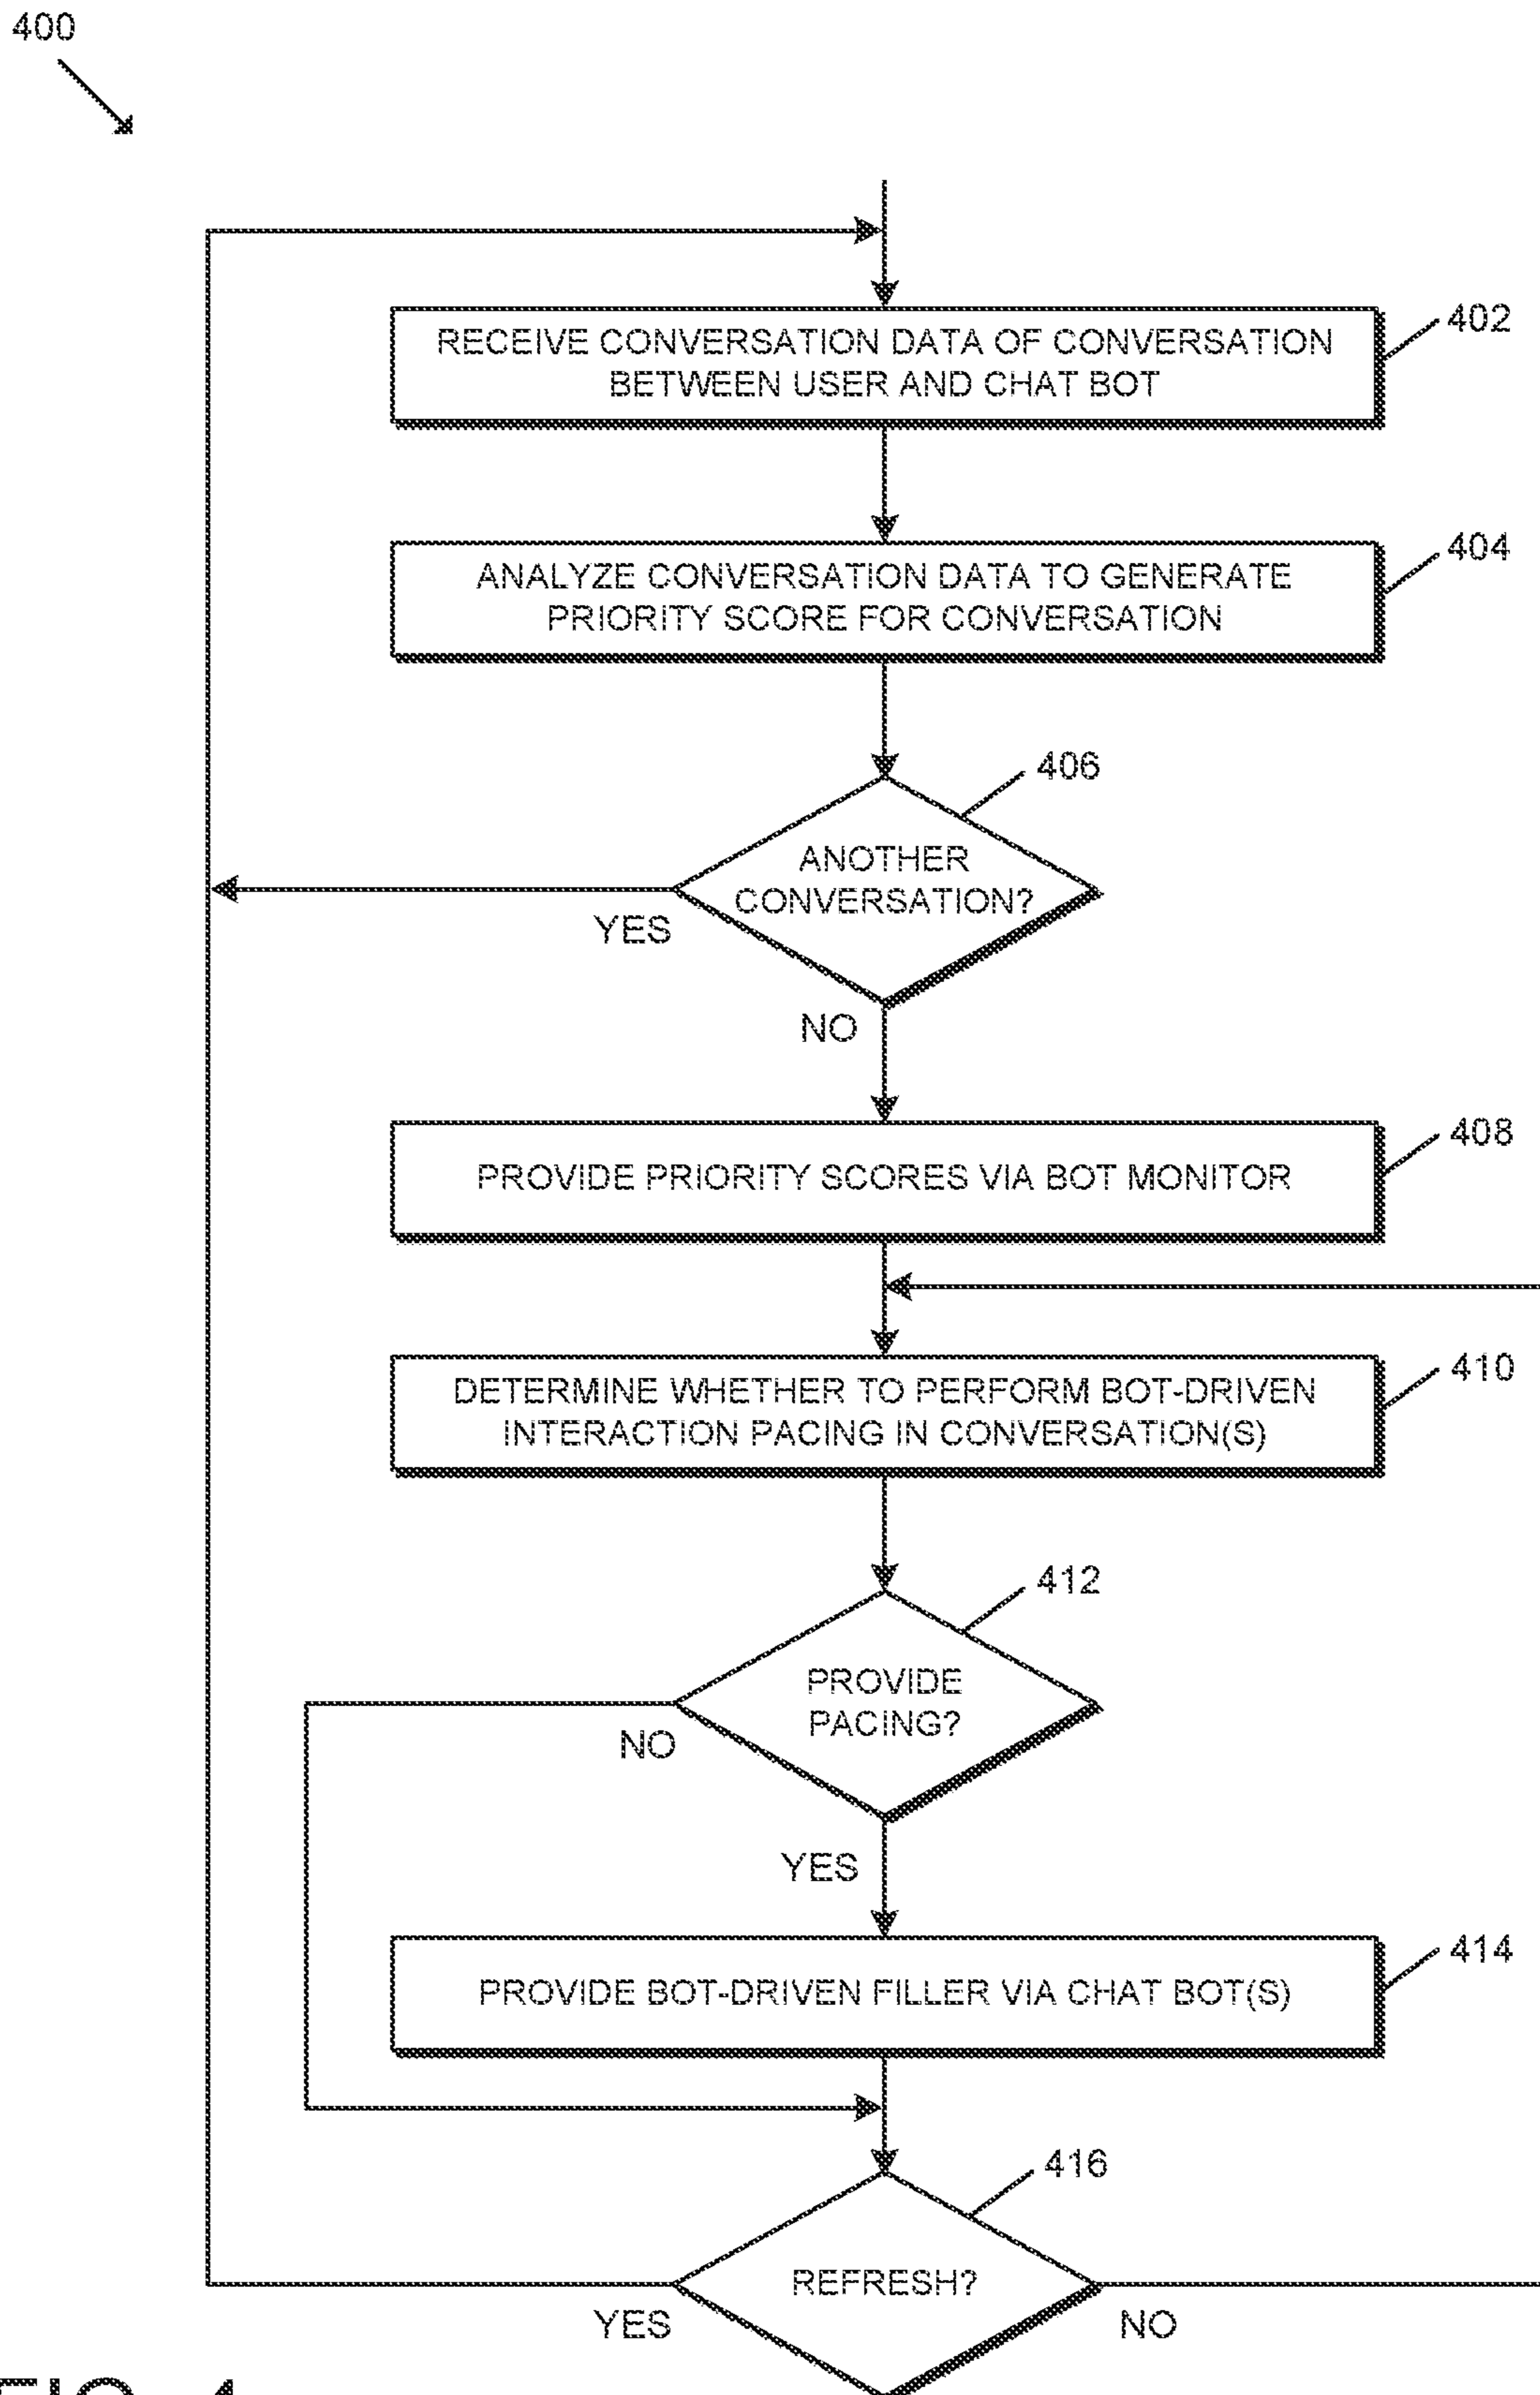 400
RECEIVE CONVERSATION DATA OF CONVERSATION
BETWEEN USER AND CHAT BOT
402
ANALYZE CONVERSATION DATA TO GENERATE
PRIORITY SCORE FOR CONVERSATION
404
406
ANOTHER
CONVERSATION?
YES
NO
PROVIDE PRIORITY SCORES VIA BOT MONITOR
408
DETERMINE WHETHER TO PERFORM BOT-DRIVEN
INTERACTION PACING IN CONVERSATION(S)
410
412
PROVIDE
PACING?
NO
YES
PROVIDE BOT-DRIVEN FILLER VIA CHAT BOT(S)
414
416
REFRESH?
YES
NO